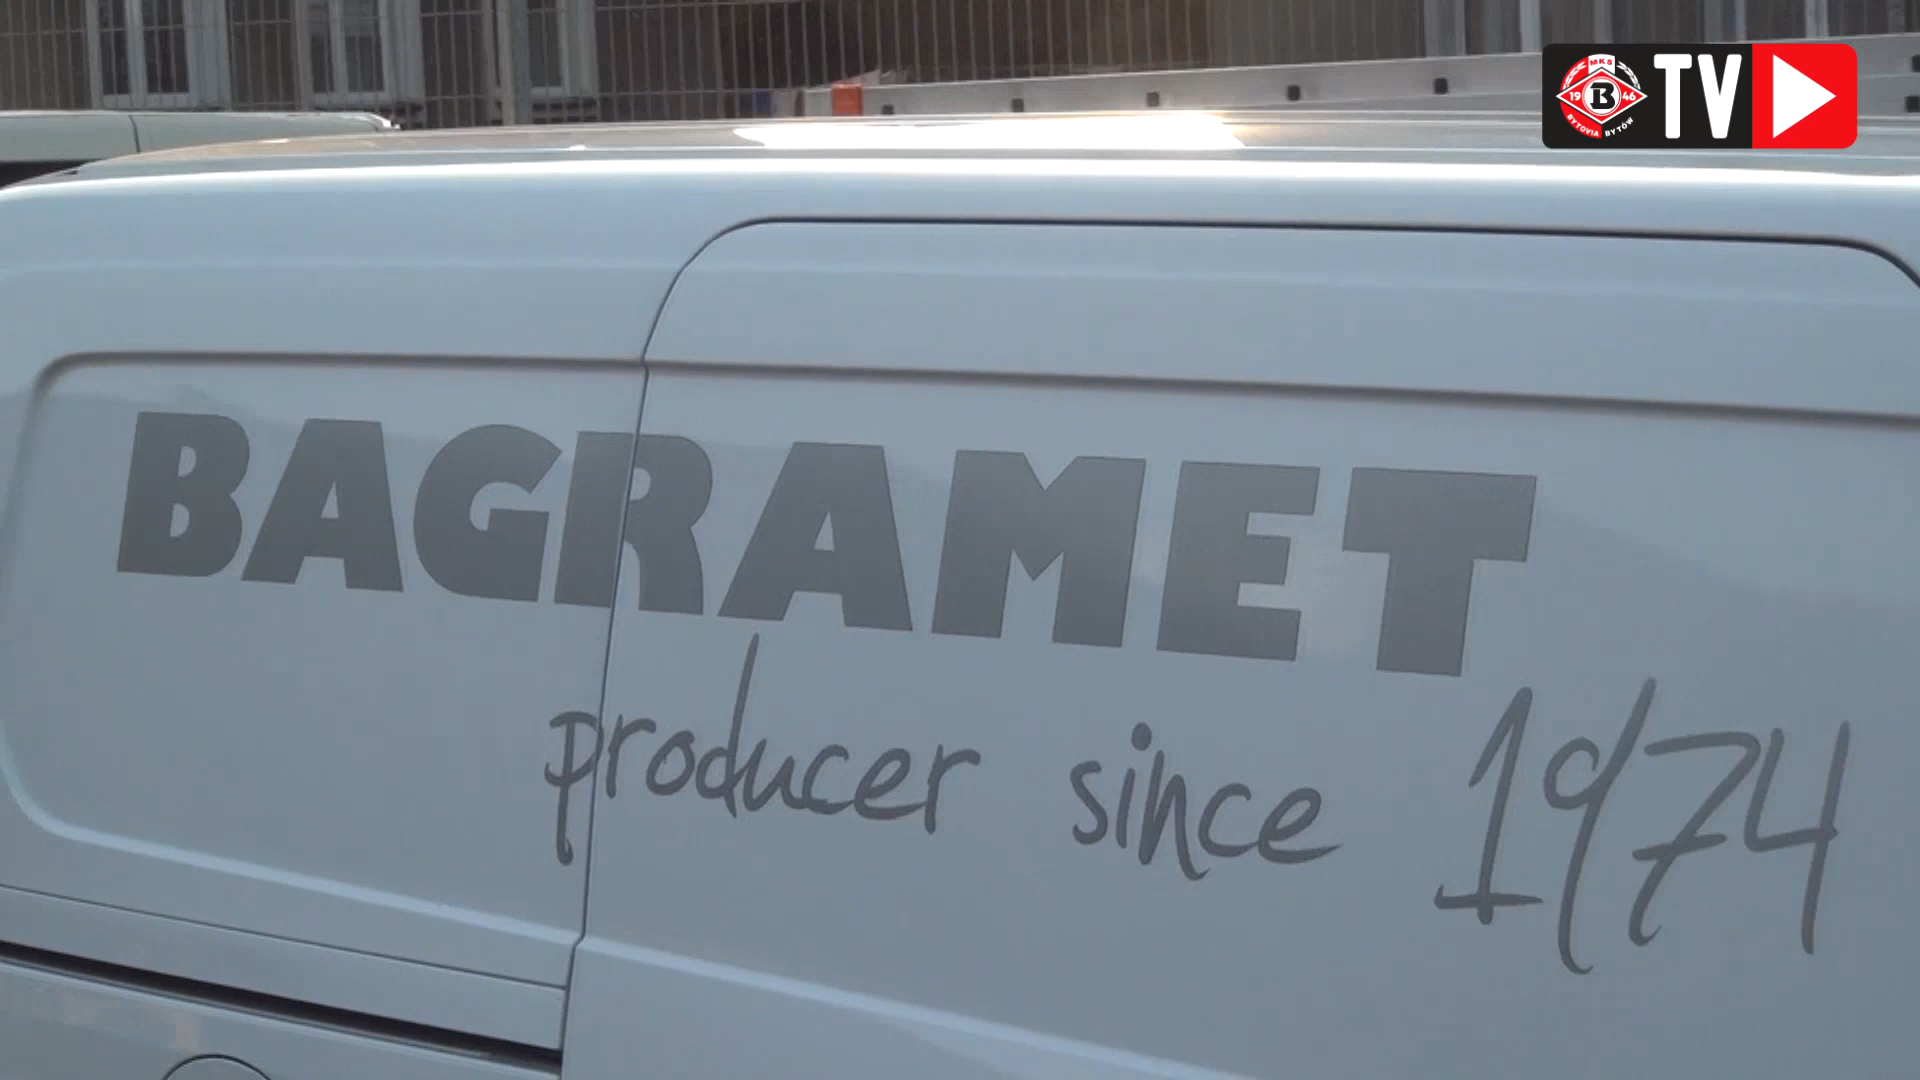 MKS
19 B 46
BYTOVIA BYTÓW
TV
BAGRAMET
producer since 1974